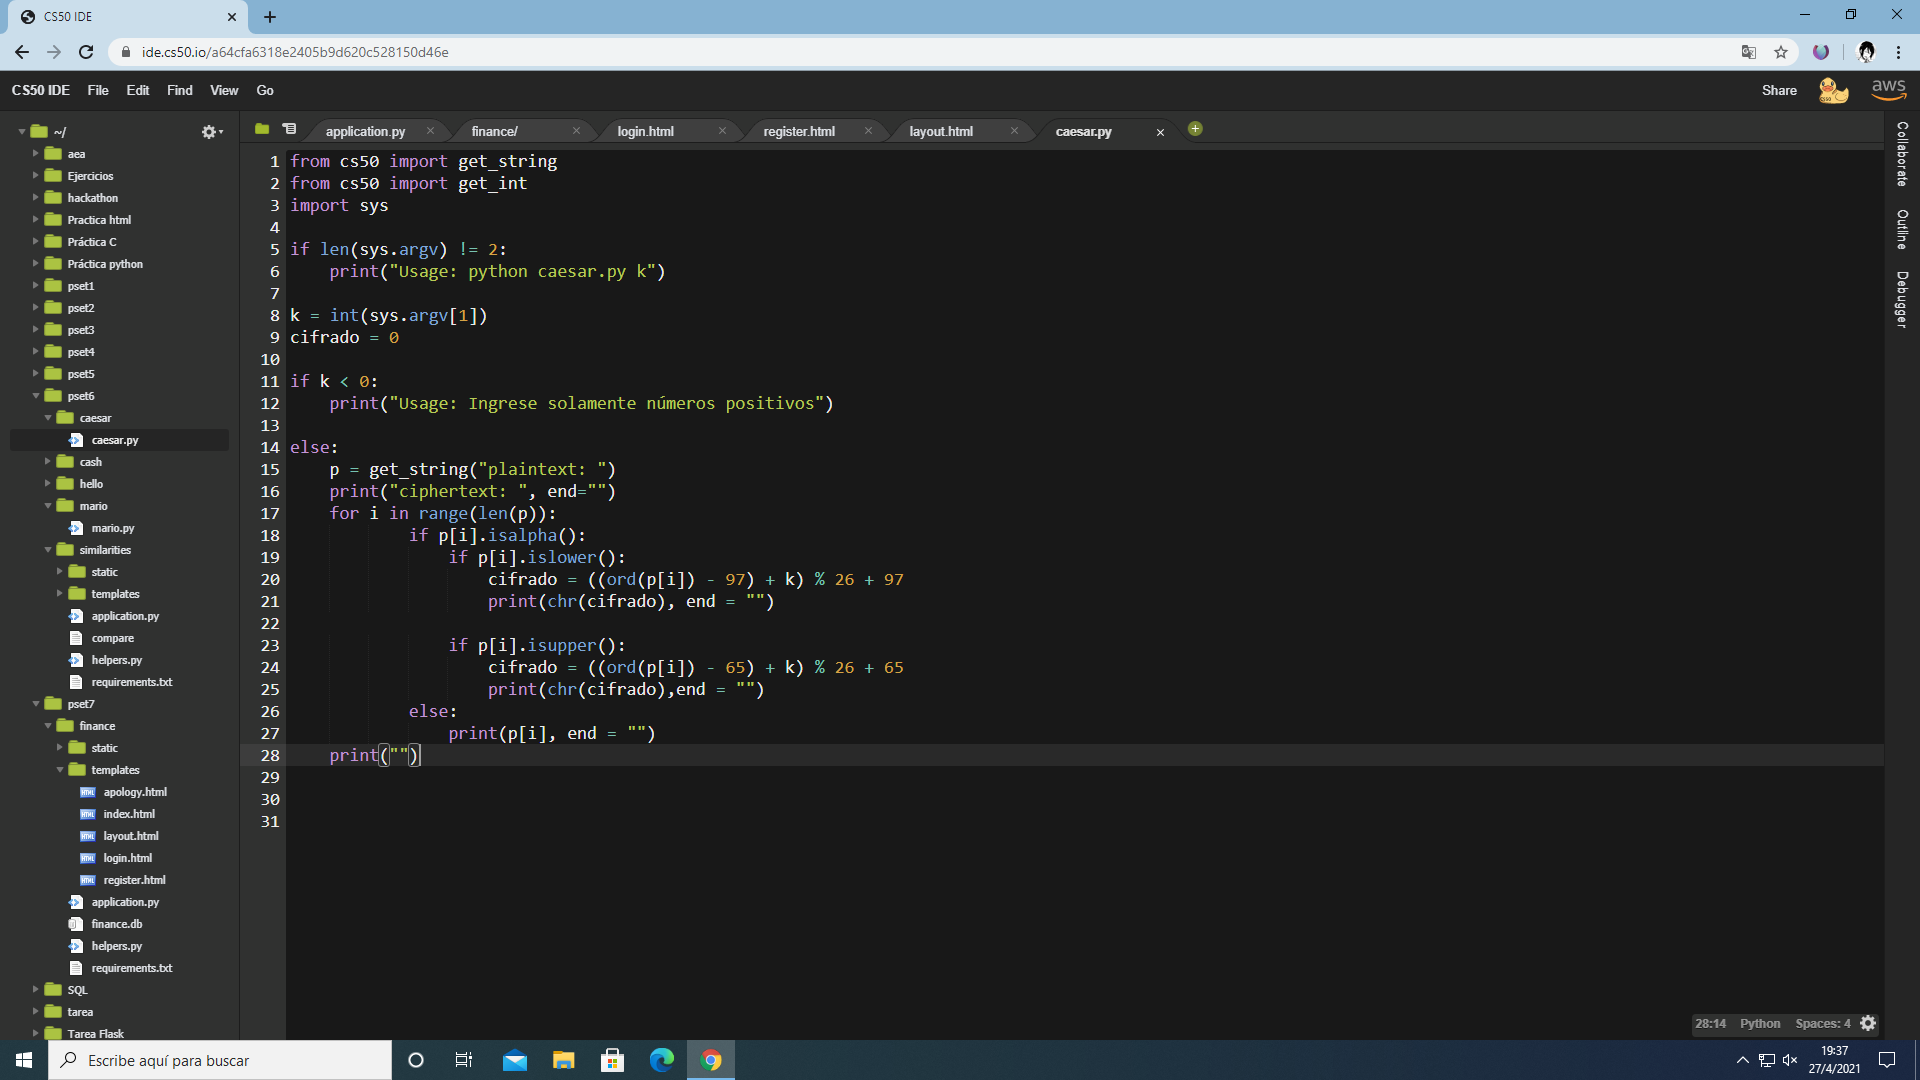 CS50 IDE
ide.cs50.io/a64cfa6318e2405b9d620c528150d46e
CS50 IDE File Edit Find View Go Share aws
~/
aea
Ejercicios
hackathon
Practica html
Práctica C
Práctica python
pset1
pset2
pset3
pset4
pset5
pset6
caesar
caesar.py
cash
hello
mario
mario.py
similarities
static
templates
application.py
compare
helpers.py
requirements.txt
pset7
finance
static
templates
apology.html
index.html
layout.html
login.html
register.html
application.py
finance.db
helpers.py
requirements.txt
SQL
tarea
Tarea Flask
application.py finance/ login.html register.html layout.html caesar.py
1 from cs50 import get_string
2 from cs50 import get_int
3 import sys
4
5 if len(sys.argv) != 2:
6     print("Usage: python caesar.py k")
7
8 k = int(sys.argv[1])
9 cifrado = 0
10
11 if k < 0:
12     print("Usage: Ingrese solamente números positivos")
13
14 else:
15     p = get_string("plaintext: ")
16     print("ciphertext: ", end="")
17     for i in range(len(p)):
18             if p[i].isalpha():
19                 if p[i].islower():
20                     cifrado = ((ord(p[i]) - 97) + k) % 26 + 97
21                     print(chr(cifrado), end = "")
22
23                 if p[i].isupper():
24                     cifrado = ((ord(p[i]) - 65) + k) % 26 + 65
25                     print(chr(cifrado),end = "")
26             else:
27                 print(p[i], end = "")
28     print("")
29
30
31
Collaborate
Outline
Debugger
28:14 Python Spaces: 4
Escribe aquí para buscar
19:37
27/4/2021